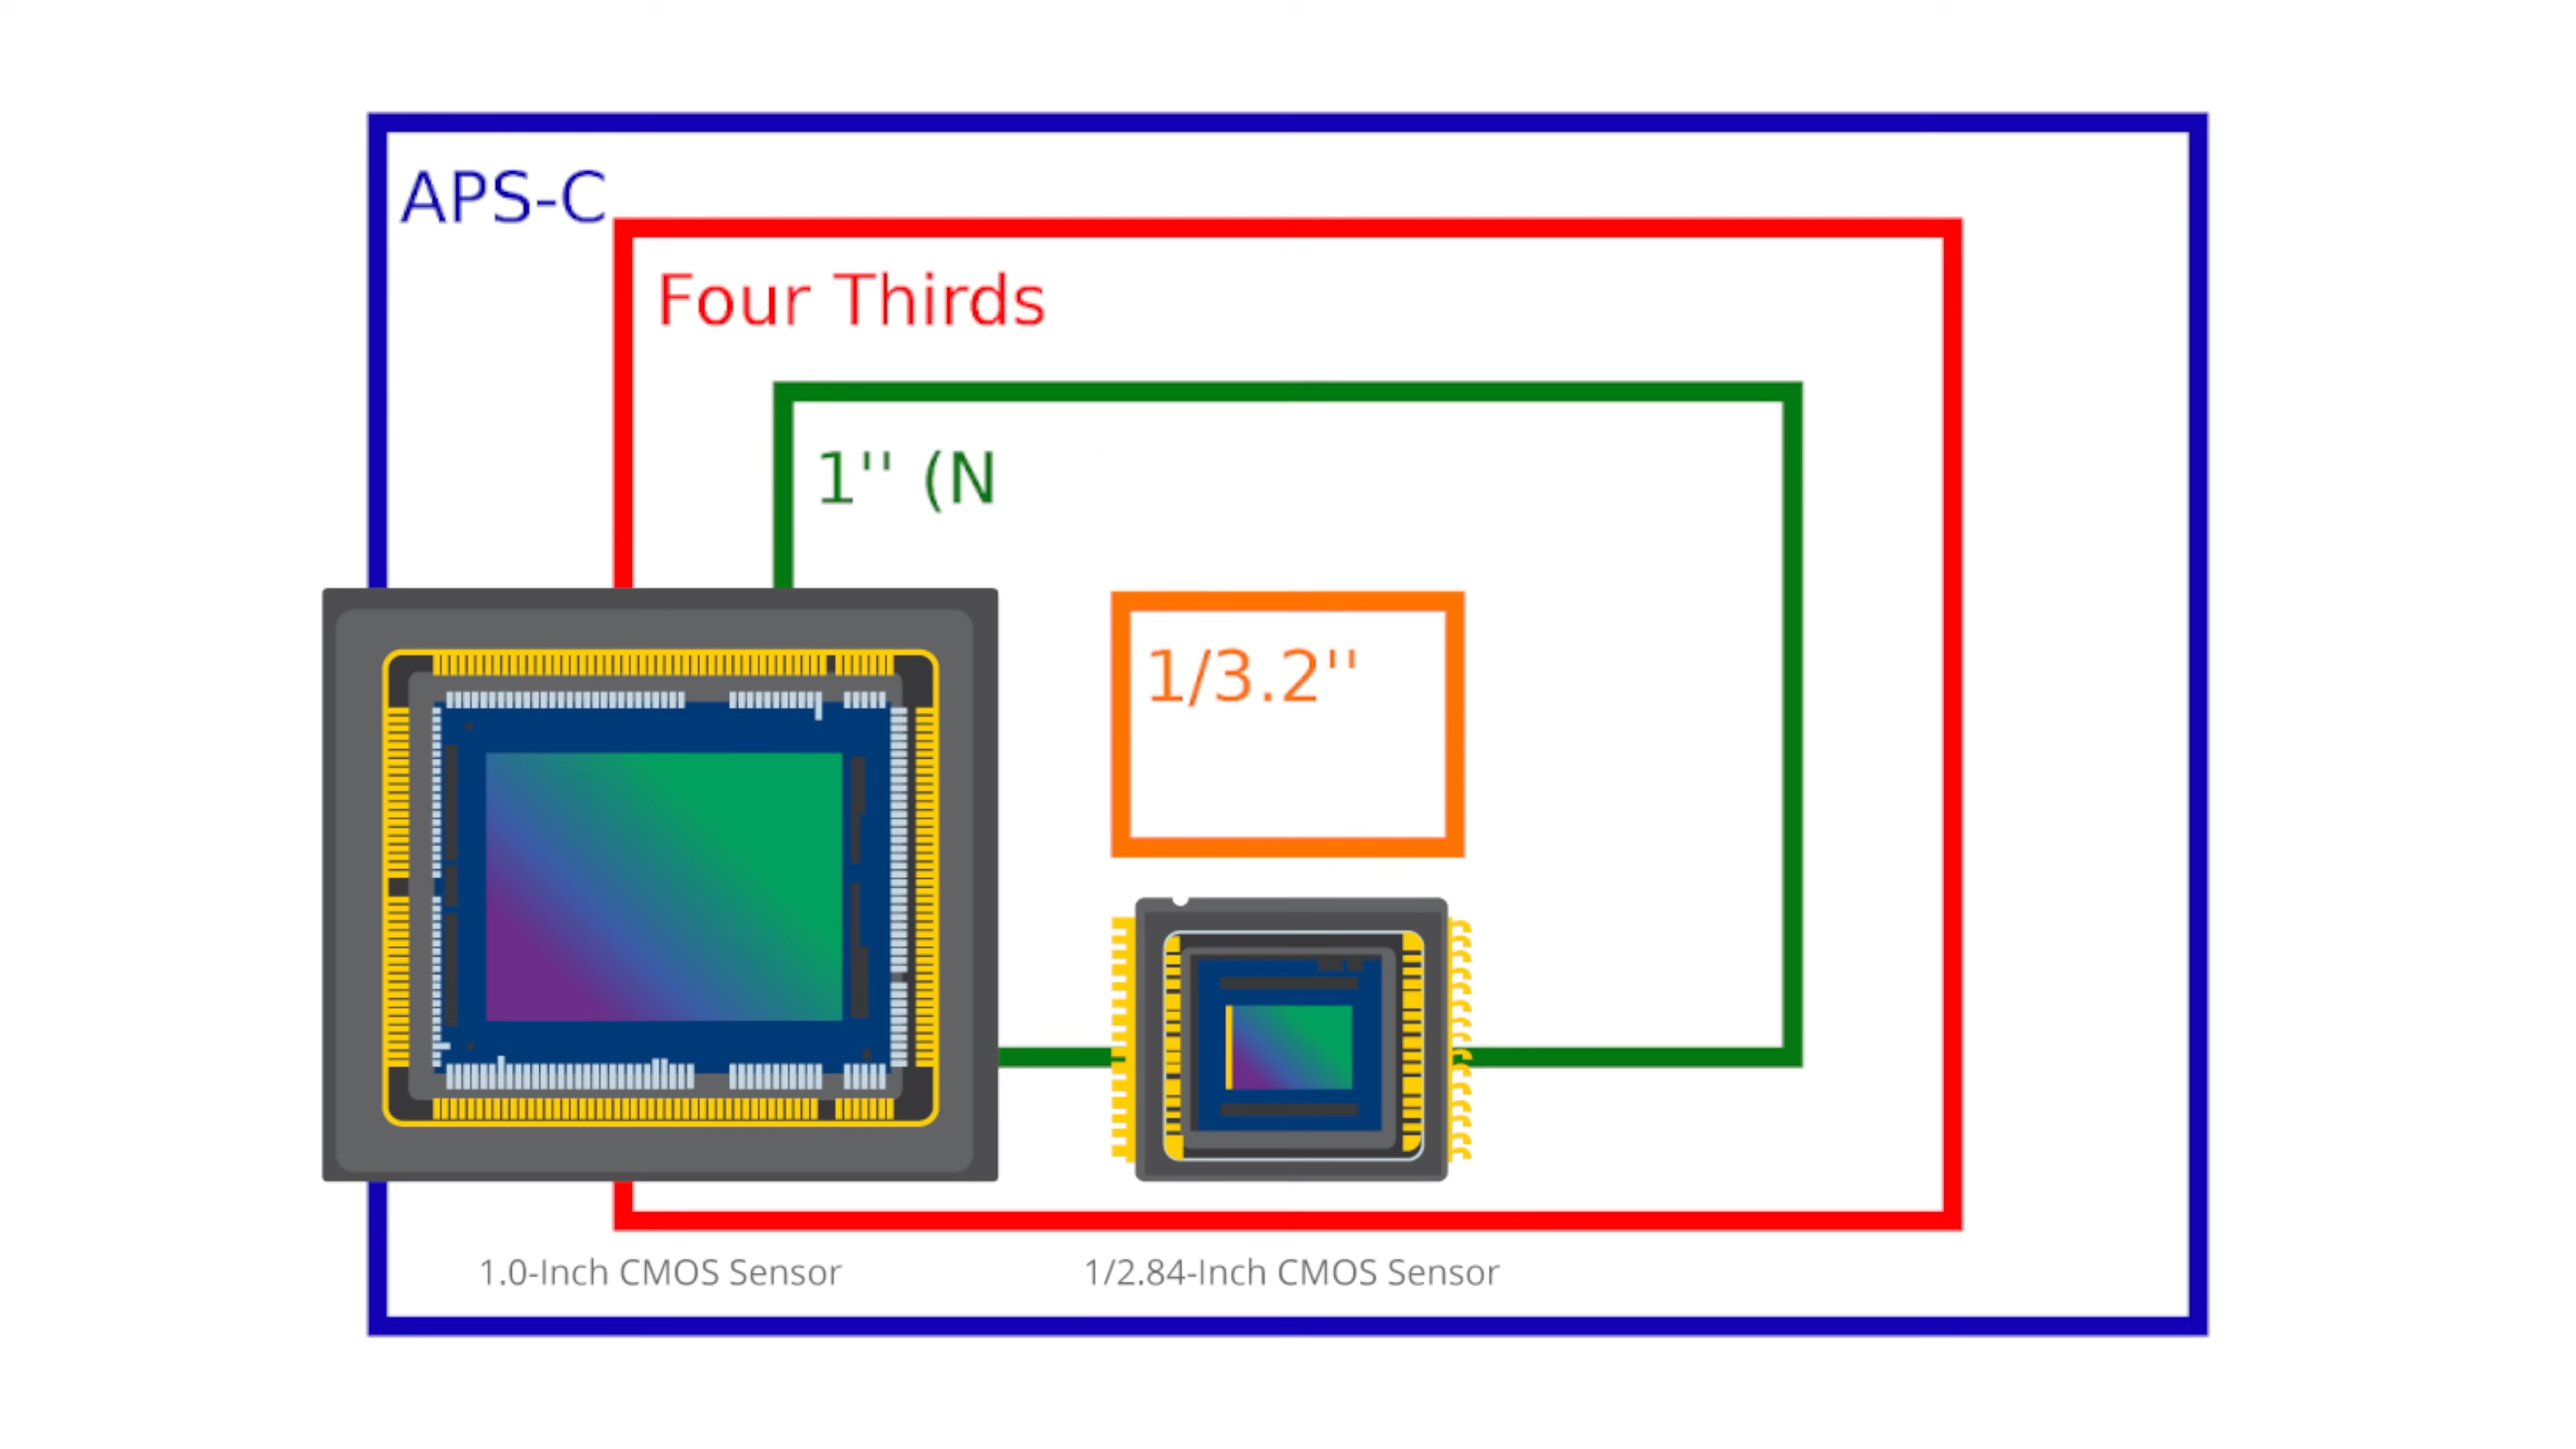 APS-C
Four Thirds
1'' (N
1/3.2''
1.0-Inch CMOS Sensor
1/2.84-Inch CMOS Sensor